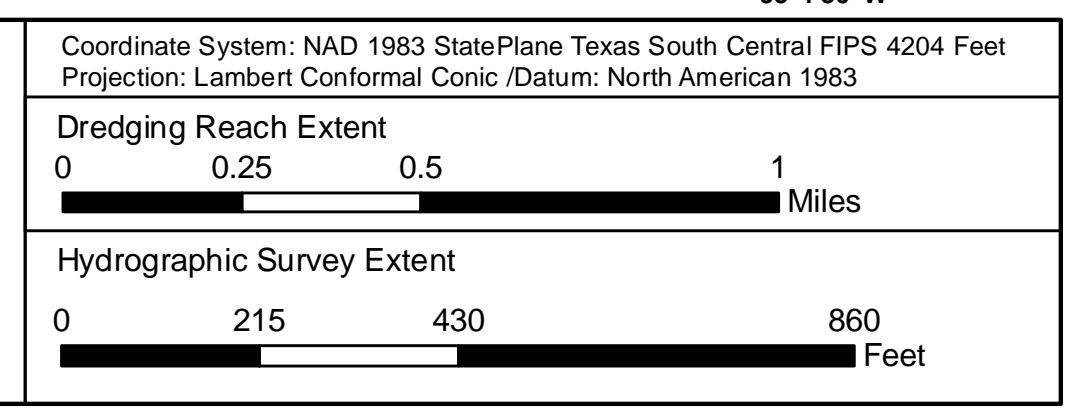 Coordinate System: NAD 1983 StatePlane Texas South Central FIPS 4204 Feet
Projection: Lambert Conformal Conic /Datum: North American 1983
Dredging Reach Extent
0 0.25 0.5 1
Miles
Hydrographic Survey Extent
0 215 430 860
Feet